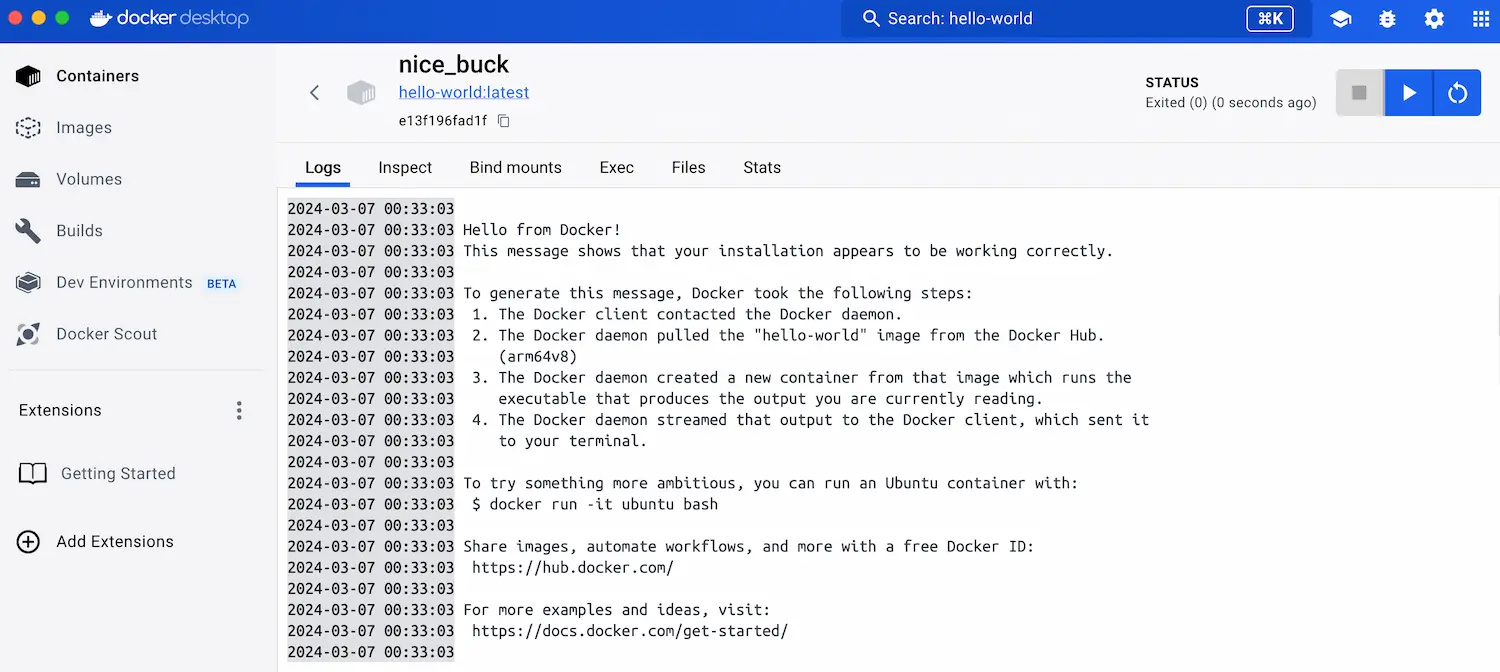 docker desktop
Search: hello-world
⌘K
Containers
Images
Volumes
Builds
Dev Environments BETA
Docker Scout
Extensions
Getting Started
Add Extensions
nice_buck
hello-world:latest
e13f196fad1f
STATUS
Exited (0) (0 seconds ago)
Logs Inspect Bind mounts Exec Files Stats
2024-03-07 00:33:03
2024-03-07 00:33:03 Hello from Docker!
2024-03-07 00:33:03 This message shows that your installation appears to be working correctly.
2024-03-07 00:33:03
2024-03-07 00:33:03 To generate this message, Docker took the following steps:
2024-03-07 00:33:03  1. The Docker client contacted the Docker daemon.
2024-03-07 00:33:03  2. The Docker daemon pulled the "hello-world" image from the Docker Hub.
2024-03-07 00:33:03     (arm64v8)
2024-03-07 00:33:03  3. The Docker daemon created a new container from that image which runs the
2024-03-07 00:33:03     executable that produces the output you are currently reading.
2024-03-07 00:33:03  4. The Docker daemon streamed that output to the Docker client, which sent it
2024-03-07 00:33:03     to your terminal.
2024-03-07 00:33:03
2024-03-07 00:33:03 To try something more ambitious, you can run an Ubuntu container with:
2024-03-07 00:33:03  $ docker run -it ubuntu bash
2024-03-07 00:33:03
2024-03-07 00:33:03 Share images, automate workflows, and more with a free Docker ID:
2024-03-07 00:33:03  https://hub.docker.com/
2024-03-07 00:33:03
2024-03-07 00:33:03 For more examples and ideas, visit:
2024-03-07 00:33:03  https://docs.docker.com/get-started/
2024-03-07 00:33:03